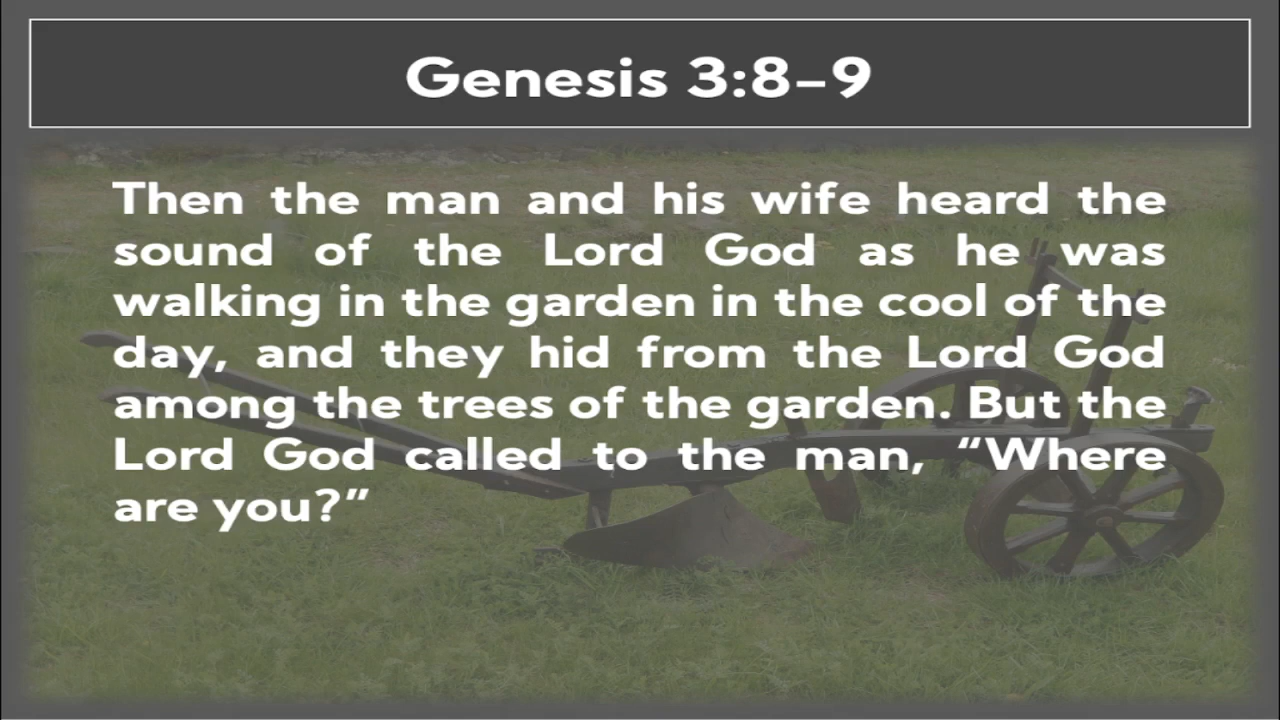 Genesis 3:8–9
Then the man and his wife heard the
sound of the Lord God as he was
walking in the garden in the cool of the
day, and they hid from the Lord God
among the trees of the garden. But the
Lord God called to the man, “Where
are you?”